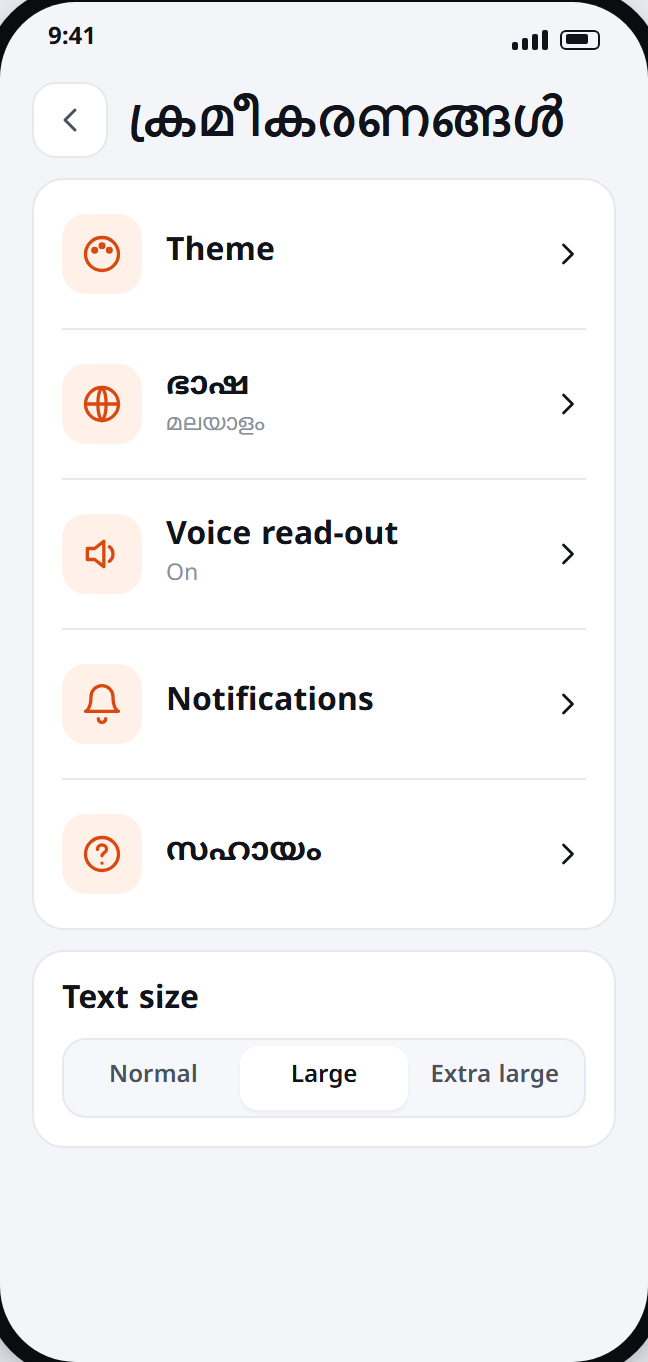 9:41
ക്രമീകരണങ്ങൾ
Theme
ഭാഷ
മലയാളം
Voice read-out
On
Notifications
സഹായം
Text size
Normal Large Extra large